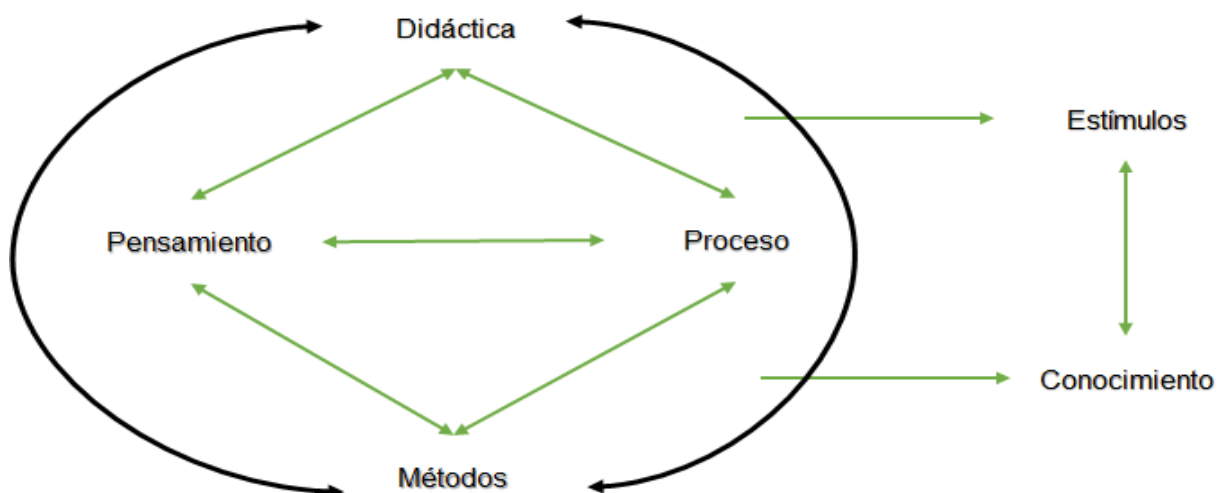 Didáctica
Estímulos
Pensamiento
Proceso
Conocimiento
Métodos